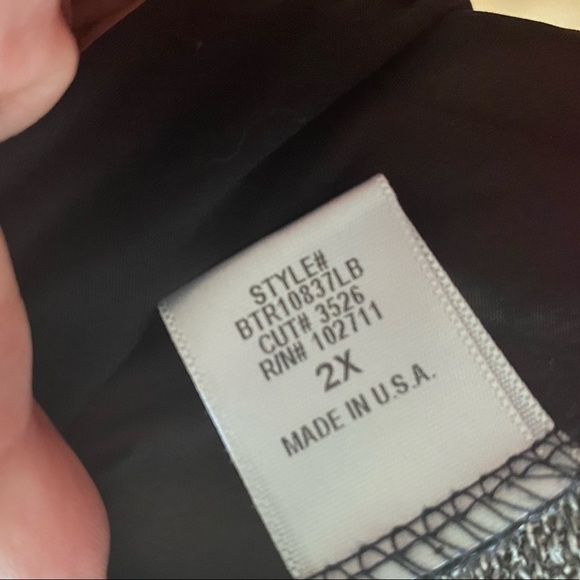 STYLE#
BTR10837LB
CUT# 3526
R/N# 102711
2X
MADE IN U.S.A.